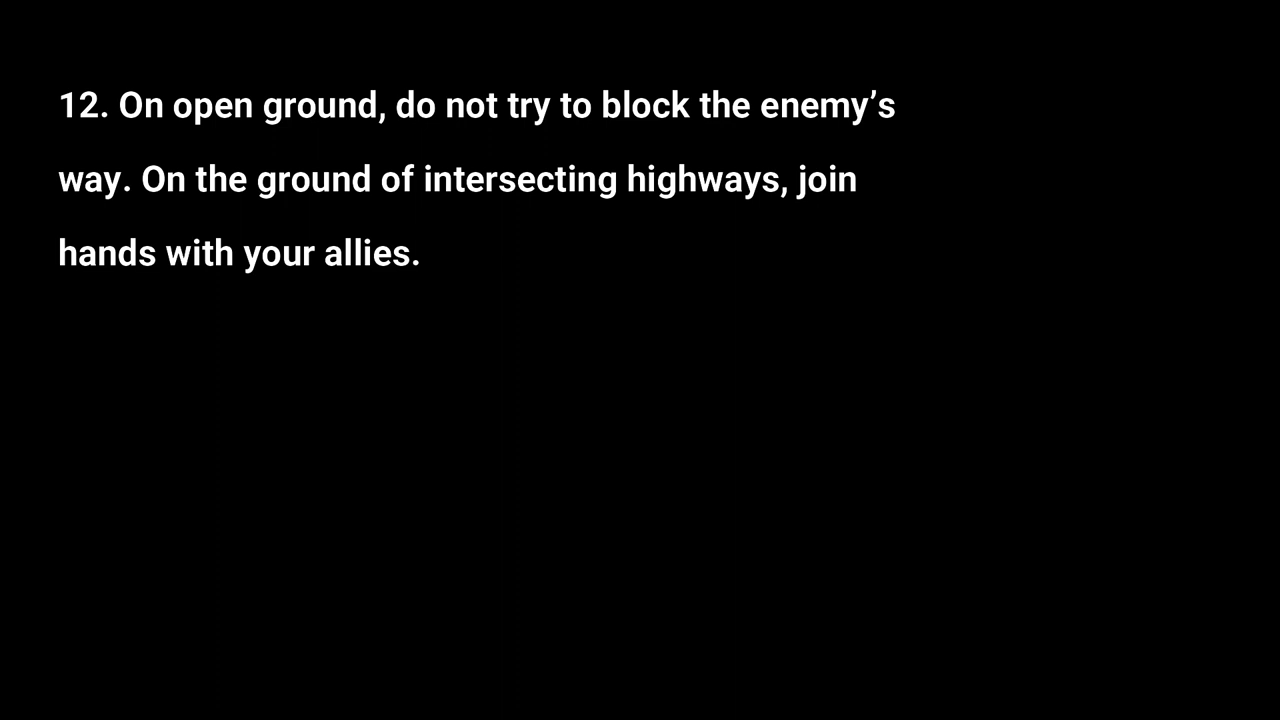 12. On open ground, do not try to block the enemy’s
way. On the ground of intersecting highways, join
hands with your allies.